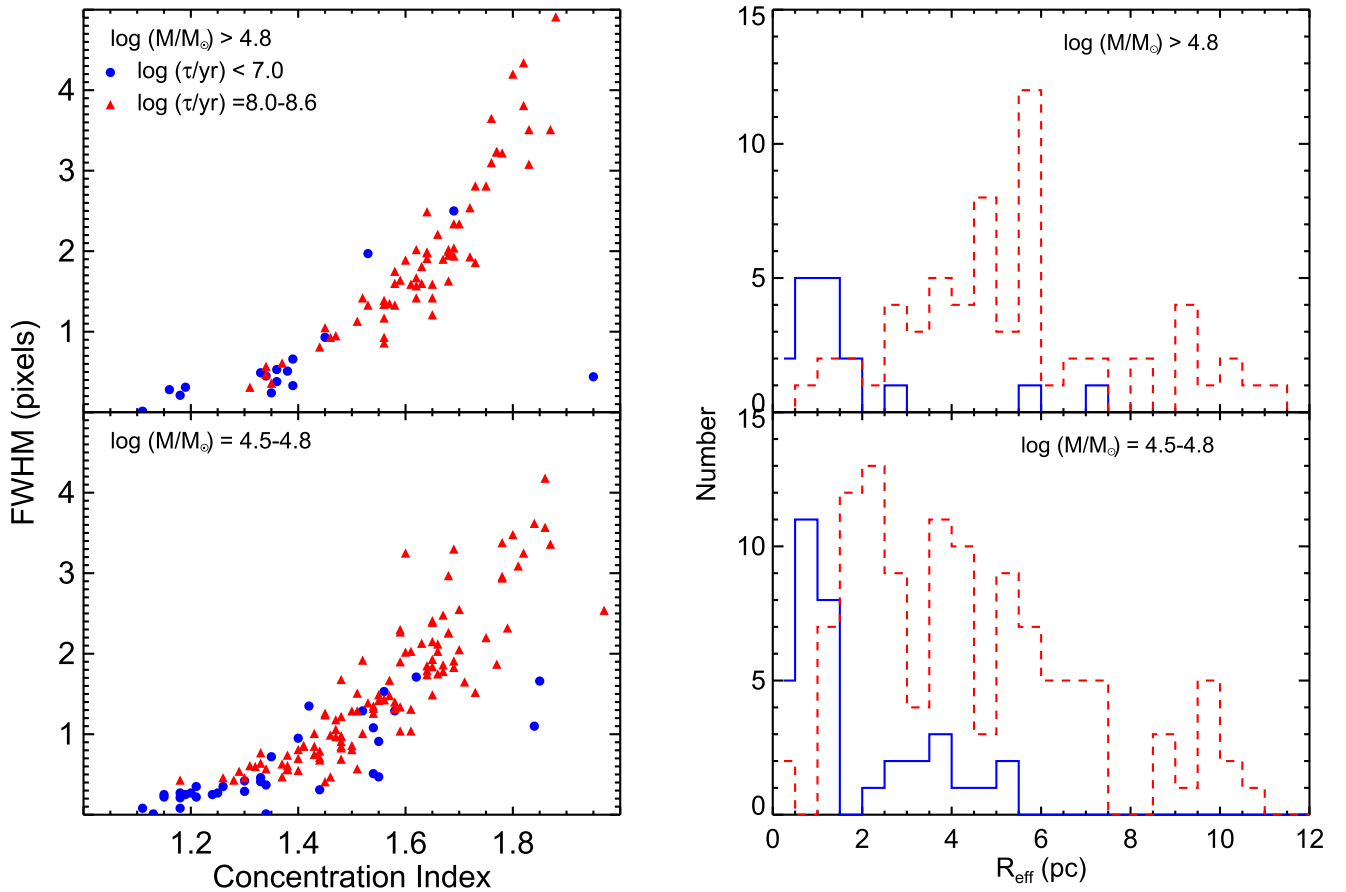 log (M/M☉) > 4.8
log (τ/yr) < 7.0
log (τ/yr) =8.0-8.6
4
3
2
1
FWHM (pixels)
log (M/M☉) = 4.5-4.8
4
3
2
1
1.2 1.4 1.6 1.8
Concentration Index
15
log (M/M☉) > 4.8
10
5
0
Number
15
log (M/M☉) = 4.5-4.8
10
5
0
0 2 4 6 8 10 12
Reff (pc)